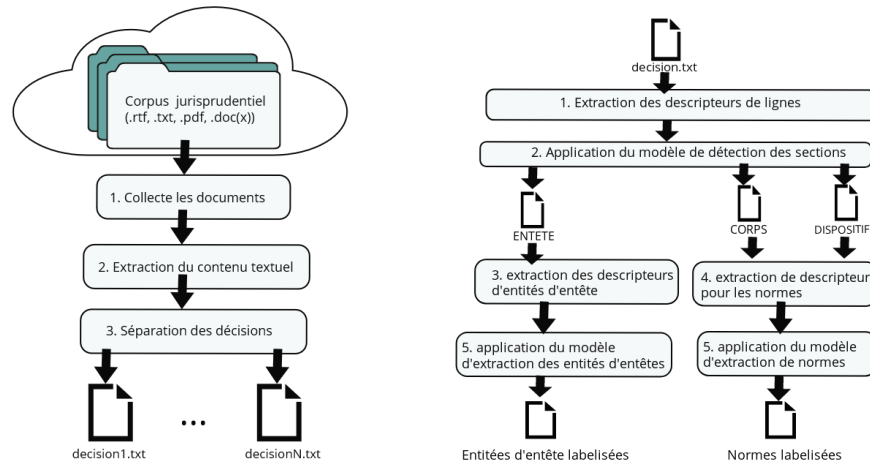 Corpus jurisprudentiel
(.rtf, .txt, .pdf, .doc(x))
1. Collecte les documents
2. Extraction du contenu textuel
3. Séparation des décisions
...
decision1.txt
decisionN.txt
decision.txt
1. Extraction des descripteurs de lignes
2. Application du modèle de détection des sections
ENTETE
CORPS
DISPOSITIF
3. extraction des descripteurs
d'entités d'entête
4. extraction de descripteur
pour les normes
5. application du modèle
d'extraction des entités d'entêtes
5. application du modèle
d'extraction de normes
Entitées d'entête labelisées
Normes labelisées